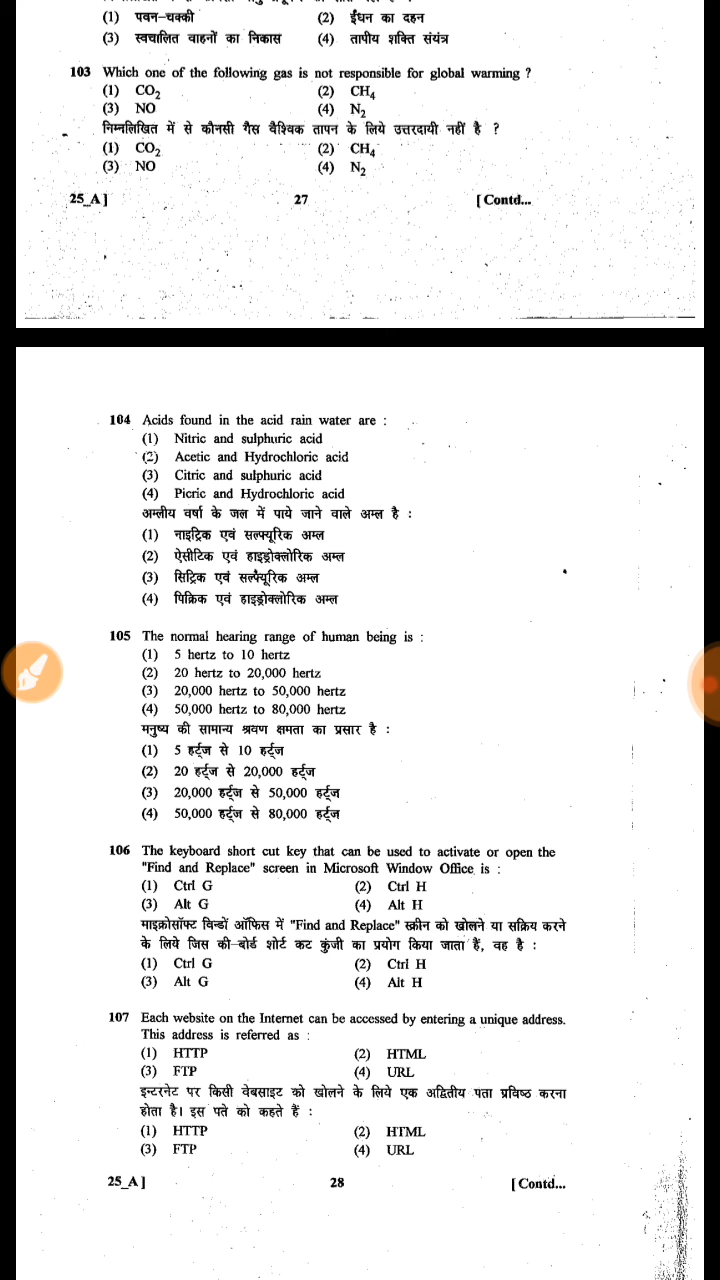 (1) पवन-चक्की (2) ईंधन का दहन
(3) स्वचालित वाहनों का निकास (4) तापीय शक्ति संयंत्र
103 Which one of the following gas is not responsible for global warming ?
(1) CO₂ (2) CH₄
(3) NO (4) N₂
निम्नलिखित में से कौनसी गैस वैश्विक तापन के लिये उत्तरदायी नहीं है ?
(1) CO₂ (2) CH₄
(3) NO (4) N₂
25_A] 27 [ Contd...
104 Acids found in the acid rain water are :
(1) Nitric and sulphuric acid
(2) Acetic and Hydrochloric acid
(3) Citric and sulphuric acid
(4) Picric and Hydrochloric acid
अम्लीय वर्षा के जल में पाये जाने वाले अम्ल है :
(1) नाइट्रिक एवं सल्फ्यूरिक अम्ल
(2) ऐसीटिक एवं हाइड्रोक्लोरिक अम्ल
(3) सिट्रिक एवं सल्फ्यूरिक अम्ल
(4) पिक्रिक एवं हाइड्रोक्लोरिक अम्ल
105 The normal hearing range of human being is :
(1) 5 hertz to 10 hertz
(2) 20 hertz to 20,000 hertz
(3) 20,000 hertz to 50,000 hertz
(4) 50,000 hertz to 80,000 hertz
मनुष्य की सामान्य श्रवण क्षमता का प्रसार है :
(1) 5 हर्ट्ज से 10 हर्ट्ज
(2) 20 हर्ट्ज से 20,000 हर्ट्ज
(3) 20,000 हर्ट्ज से 50,000 हर्ट्ज
(4) 50,000 हर्ट्ज से 80,000 हर्ट्ज
106 The keyboard short cut key that can be used to activate or open the
"Find and Replace" screen in Microsoft Window Office is :
(1) Ctrl G (2) Ctrl H
(3) Alt G (4) Alt H
माइक्रोसॉफ्ट विन्डों ऑफिस में "Find and Replace" स्क्रीन को खोलने या सक्रिय करने
के लिये जिस की-बोर्ड शोर्ट कट कुंजी का प्रयोग किया जाता हैं, वह है :
(1) Ctrl G (2) Ctrl H
(3) Alt G (4) Alt H
107 Each website on the Internet can be accessed by entering a unique address.
This address is referred as :
(1) HTTP (2) HTML
(3) FTP (4) URL
इन्टरनेट पर किसी वेबसाइट को खोलने के लिये एक अद्वितीय पता प्रविष्ठ करना
होता है। इस पते को कहते हैं :
(1) HTTP (2) HTML
(3) FTP (4) URL
25_A] 28 [ Contd...